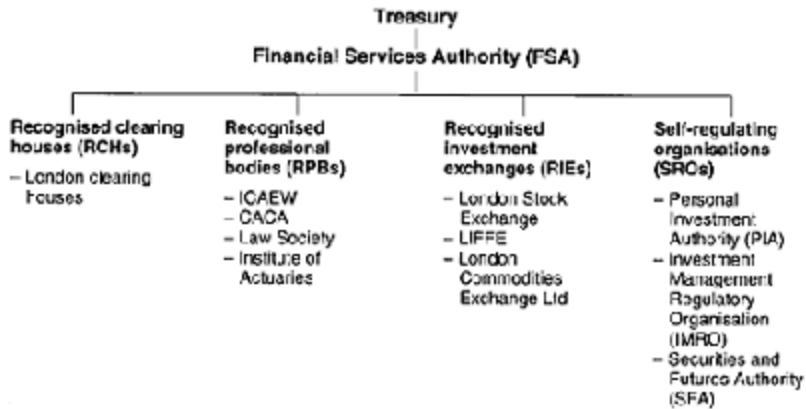 Treasury
Financial Services Authority (FSA)
Recognised clearing
houses (RCHs)
– London clearing
houses
Recognised
professional
bodies (RPBs)
– ICAEW
– CACA
– Law Society
– Institute of
Actuaries
Recognised
investment
exchanges (RIEs)
– London Stock
Exchange
– LIFFE
– London
Commodities
Exchange Ltd
Self-regulating
organisations
(SROs)
– Personal
Investment
Authority (PIA)
– Investment
Management
Regulatory
Organisation
(IMRO)
– Securities and
Futures Authority
(SFA)